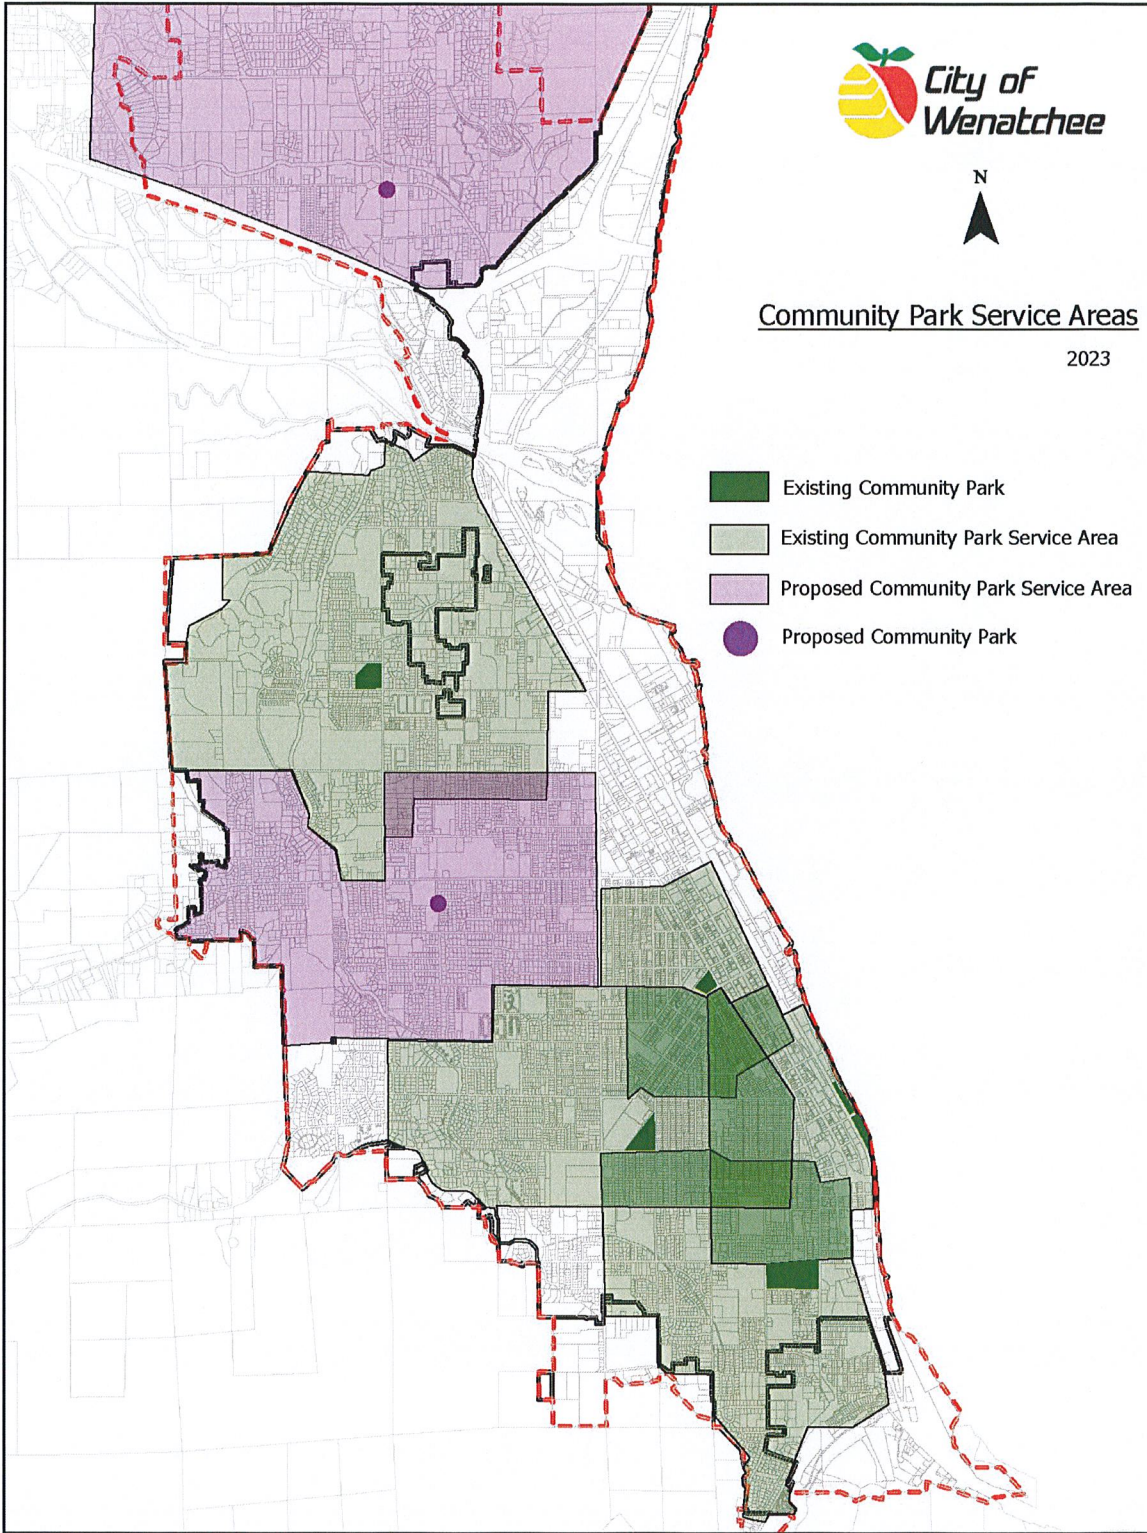 City of
Wenatchee
N
Community Park Service Areas
2023
Existing Community Park
Existing Community Park Service Area
Proposed Community Park Service Area
Proposed Community Park